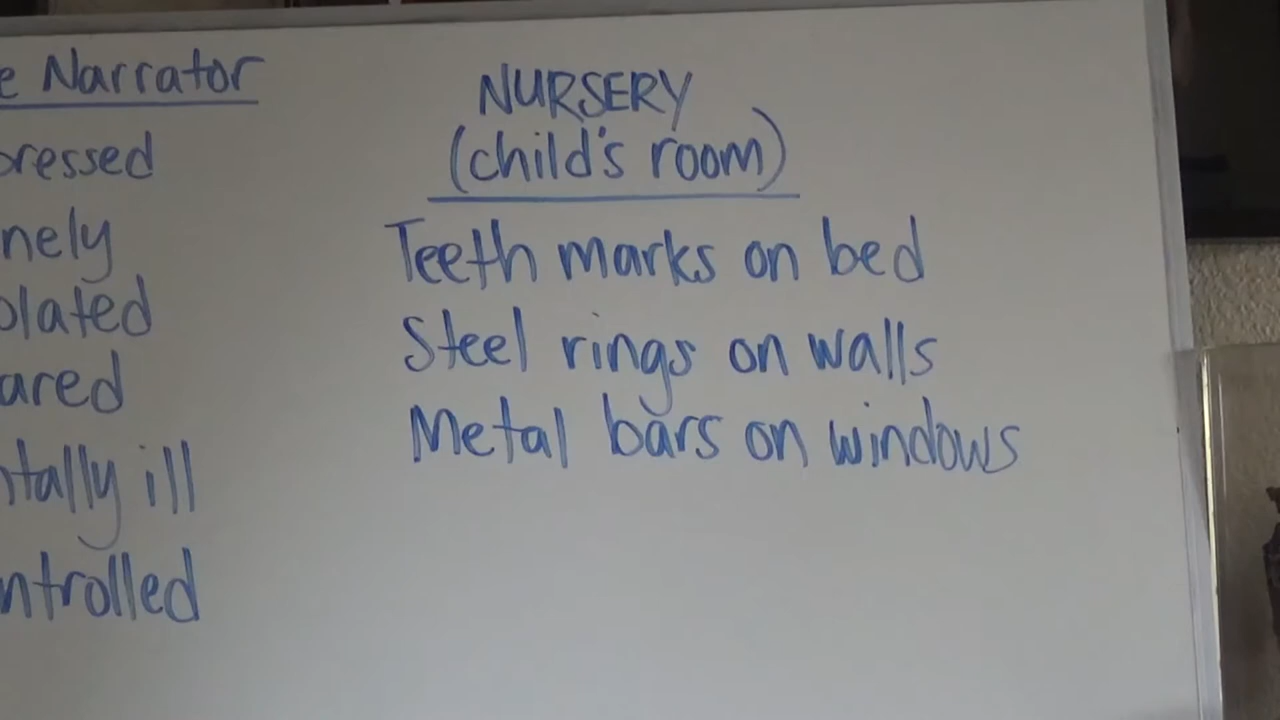 e Narrator
ressed
nely
olated
ared
tally ill
ntrolled
NURSERY
(child's room)
Teeth marks on bed
Steel rings on walls
Metal bars on windows